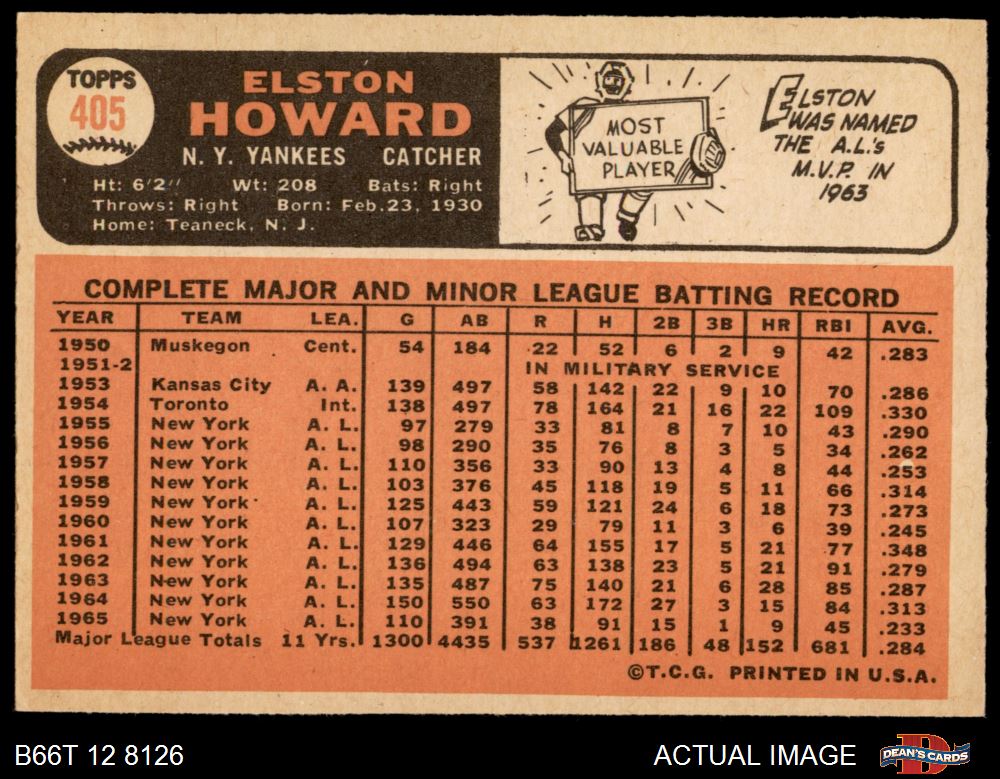 TOPPS
405
ELSTON
HOWARD
N. Y. YANKEES CATCHER
Ht: 6'2" Wt: 208 Bats: Right
Throws: Right Born: Feb. 23, 1930
Home: Teaneck, N. J.
MOST
VALUABLE
PLAYER
ELSTON
WAS NAMED
THE A.L.'s
M.V.P. IN
1963
COMPLETE MAJOR AND MINOR LEAGUE BATTING RECORD
YEAR TEAM LEA. G AB R H 2B 3B HR RBI AVG.
1950 Muskegon Cent. 54 184 22 52 6 2 9 42 .283
1951-2 IN MILITARY SERVICE
1953 Kansas City A. A. 139 497 58 142 22 9 10 70 .286
1954 Toronto Int. 138 497 78 164 21 16 22 109 .330
1955 New York A. L. 97 279 33 81 8 7 10 43 .290
1956 New York A. L. 98 290 35 76 8 3 5 34 .262
1957 New York A. L. 110 356 33 90 13 4 8 44 .253
1958 New York A. L. 103 376 45 118 19 5 11 66 .314
1959 New York A. L. 125 443 59 121 24 6 18 73 .273
1960 New York A. L. 107 323 29 79 11 3 6 39 .245
1961 New York A. L. 129 446 64 155 17 5 21 77 .348
1962 New York A. L. 136 494 63 138 23 5 21 91 .279
1963 New York A. L. 135 487 75 140 21 6 28 85 .287
1964 New York A. L. 150 550 63 172 27 3 15 84 .313
1965 New York A. L. 110 391 38 91 15 1 9 45 .233
Major League Totals 11 Yrs. 1300 4435 537 1261 186 48 152 681 .284
©T.C.G. PRINTED IN U.S.A.
B66T 12 8126 ACTUAL IMAGE DEAN'S CARDS